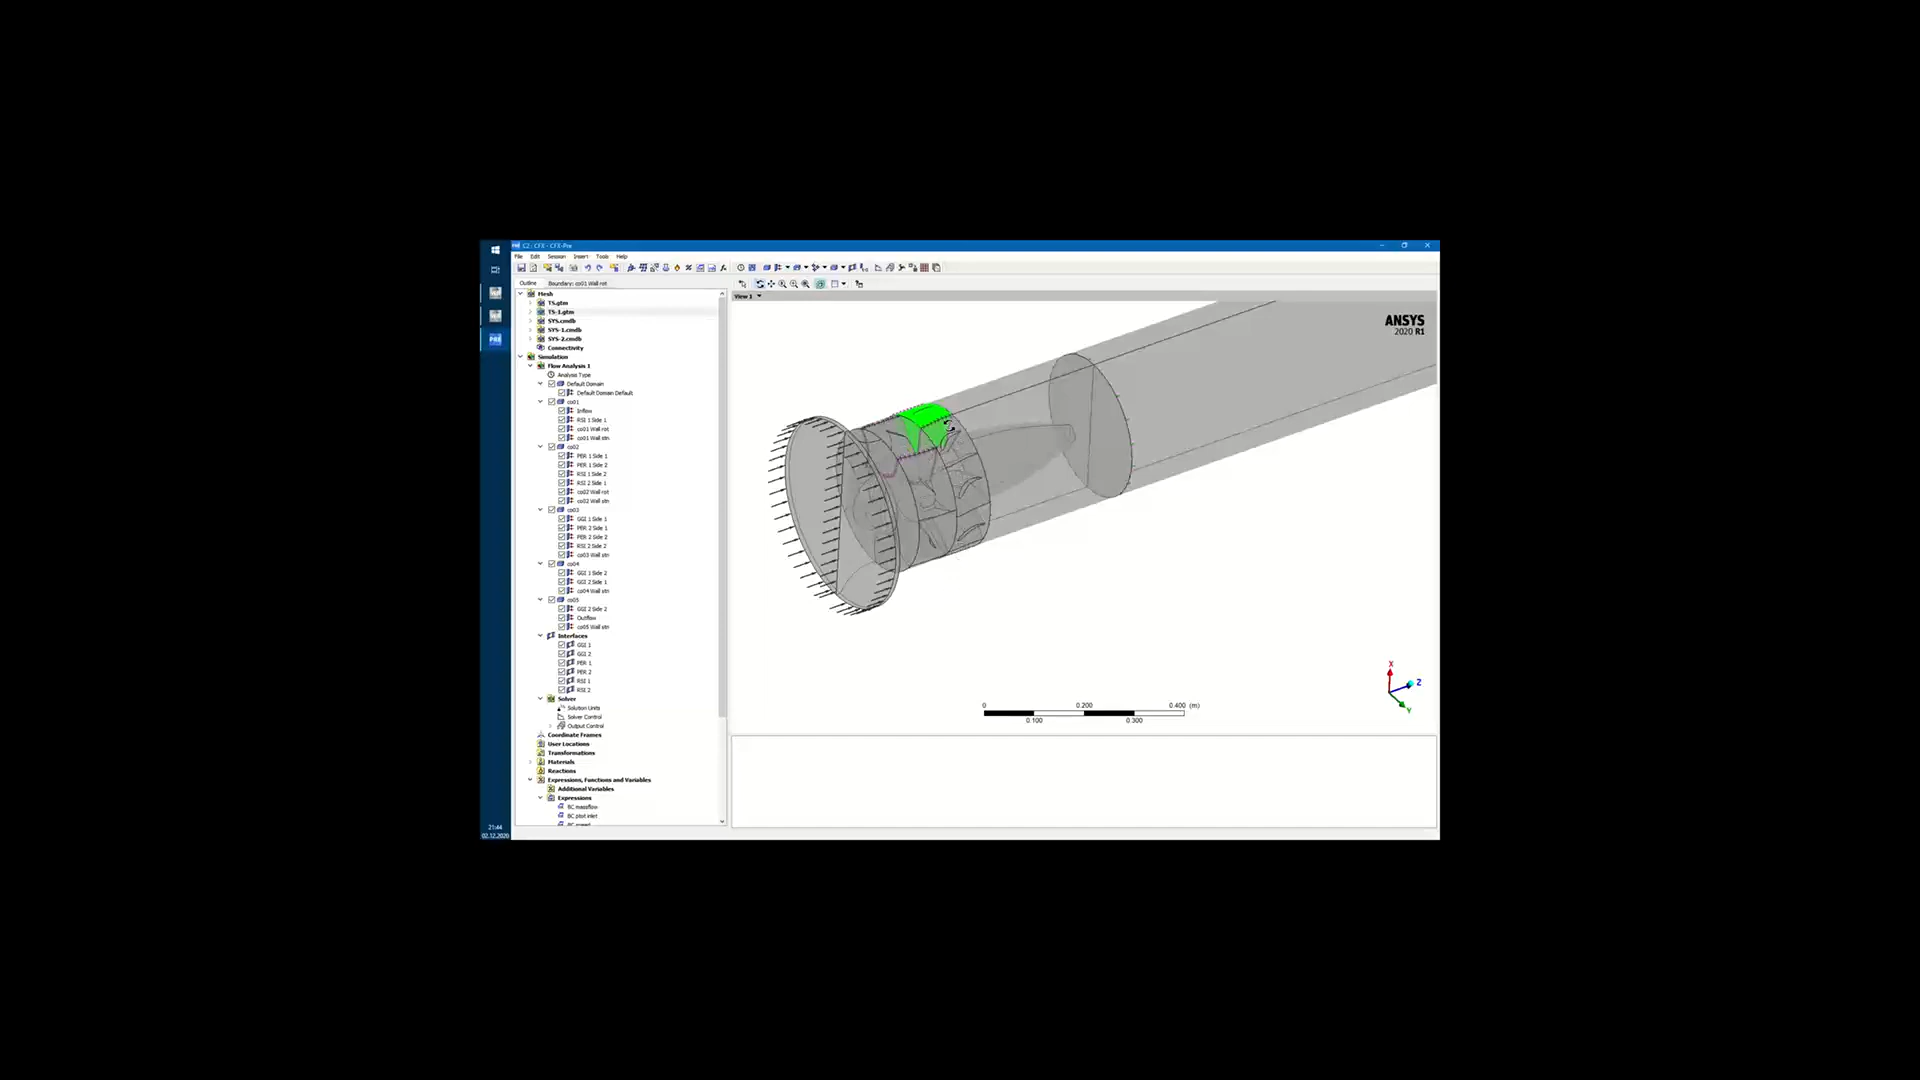 C2 : CFX - CFX-Pre
File Edit Session Insert Tools Help
Outline Boundary: co01 Wall rot
View 1
Mesh
TS.gtm
TS-1.gtm
SYS.cmdb
SYS-1.cmdb
SYS-2.cmdb
Connectivity
Simulation
Flow Analysis 1
Analysis Type
Default Domain
Default Domain Default
co01
Inflow
RSI 1 Side 1
co01 Wall rot
co01 Wall stn
co02
PER 1 Side 1
PER 1 Side 2
RSI 1 Side 2
RSI 2 Side 1
co02 Wall rot
co02 Wall stn
co03
GGI 1 Side 1
PER 2 Side 1
PER 2 Side 2
RSI 2 Side 2
co03 Wall stn
co04
GGI 1 Side 2
GGI 2 Side 1
co04 Wall stn
co05
GGI 2 Side 2
Outflow
co05 Wall stn
Interfaces
GGI 1
GGI 2
PER 1
PER 2
RSI 1
RSI 2
Solver
Solution Units
Solver Control
Output Control
Coordinate Frames
User Locations
Transformations
Materials
Reactions
Expressions, Functions and Variables
Additional Variables
Expressions
BC massflow
BC ptot inlet
BC speed
ANSYS
2020 R1
X
Z
Y
0 0.200 0.400 (m)
0.100 0.300
PRE
21:44
02.12.2020